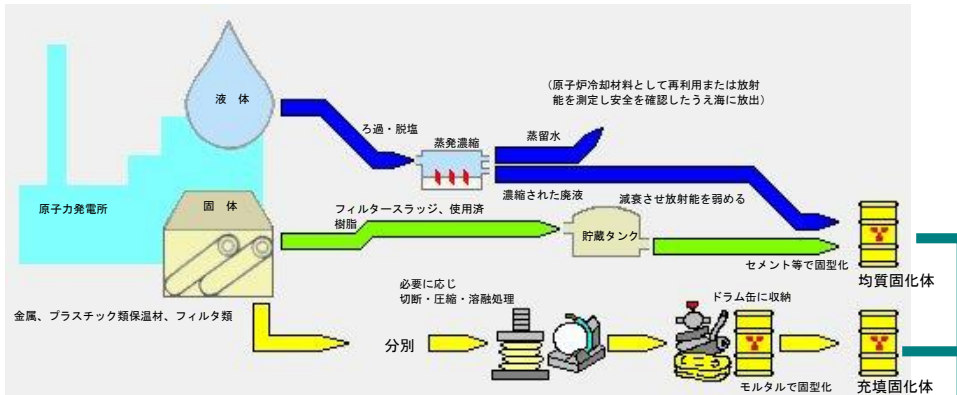 液　体
(原子炉冷却材料として再利用または放射
能を測定し安全を確認したうえ海に放出)
ろ過・脱塩
蒸発濃縮
蒸留水
濃縮された廃液
減衰させ放射能を弱める
原子力発電所
固　体
フィルタースラッジ、使用済
樹脂
貯蔵タンク
セメント等で固型化
均質固化体
金属、プラスチック類保温材、フィルタ類
必要に応じ
切断・圧縮・溶融処理
分別
ドラム缶に収納
モルタルで固型化
充填固化体